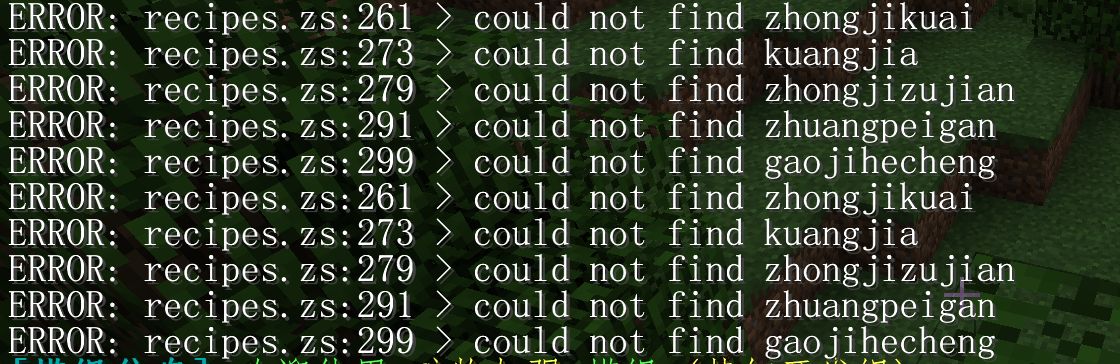 ERROR: recipes.zs:261 > could not find zhongjikuai
ERROR: recipes.zs:273 > could not find kuangjia
ERROR: recipes.zs:279 > could not find zhongjizujian
ERROR: recipes.zs:291 > could not find zhuangpeigan
ERROR: recipes.zs:299 > could not find gaojihecheng
ERROR: recipes.zs:261 > could not find zhongjikuai
ERROR: recipes.zs:273 > could not find kuangjia
ERROR: recipes.zs:279 > could not find zhongjizujian
ERROR: recipes.zs:291 > could not find zhuangpeigan
ERROR: recipes.zs:299 > could not find gaojihecheng